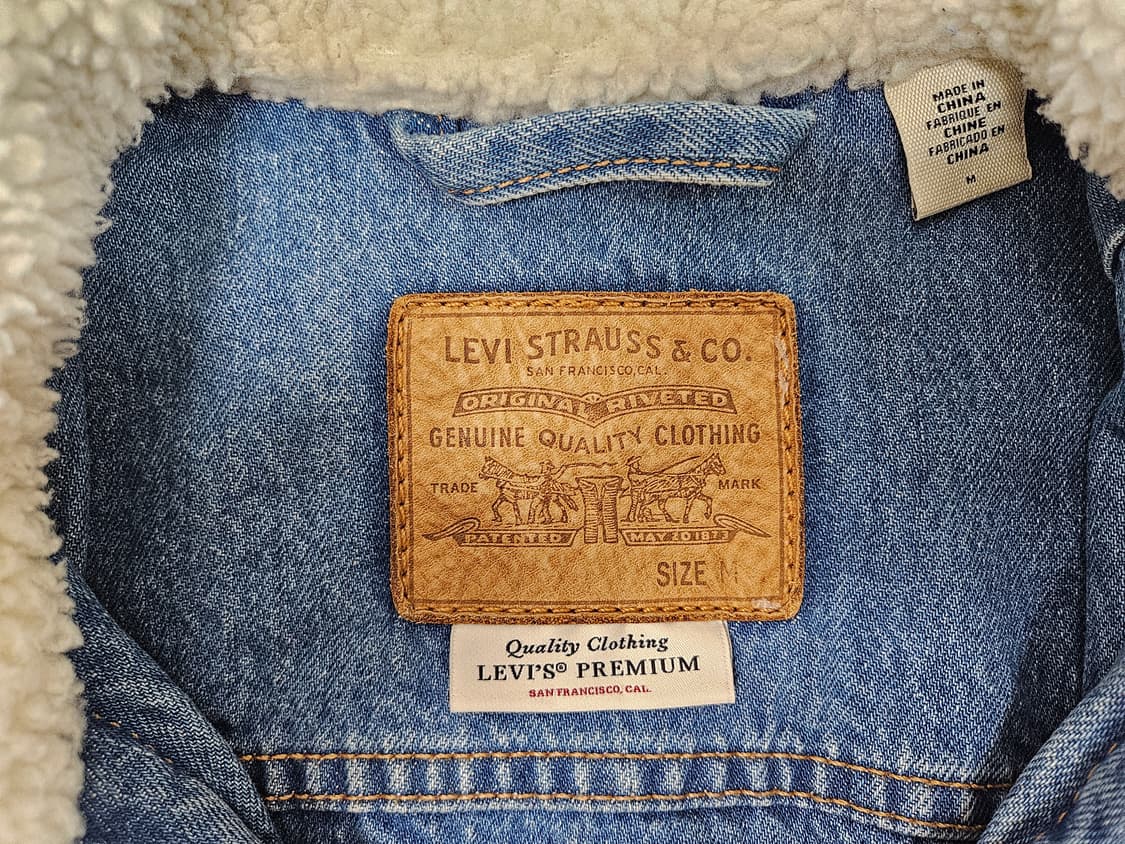 MADE IN
CHINA
FABRIQUE EN
CHINE
FABRICADO EN
CHINA
M
LEVI STRAUSS & CO.
SAN FRANCISCO, CAL.
ORIGINAL RIVETED
GENUINE QUALITY CLOTHING
TRADE MARK
PATENTED MAY 20 1873
SIZE M
Quality Clothing
LEVI'S® PREMIUM
SAN FRANCISCO, CAL.